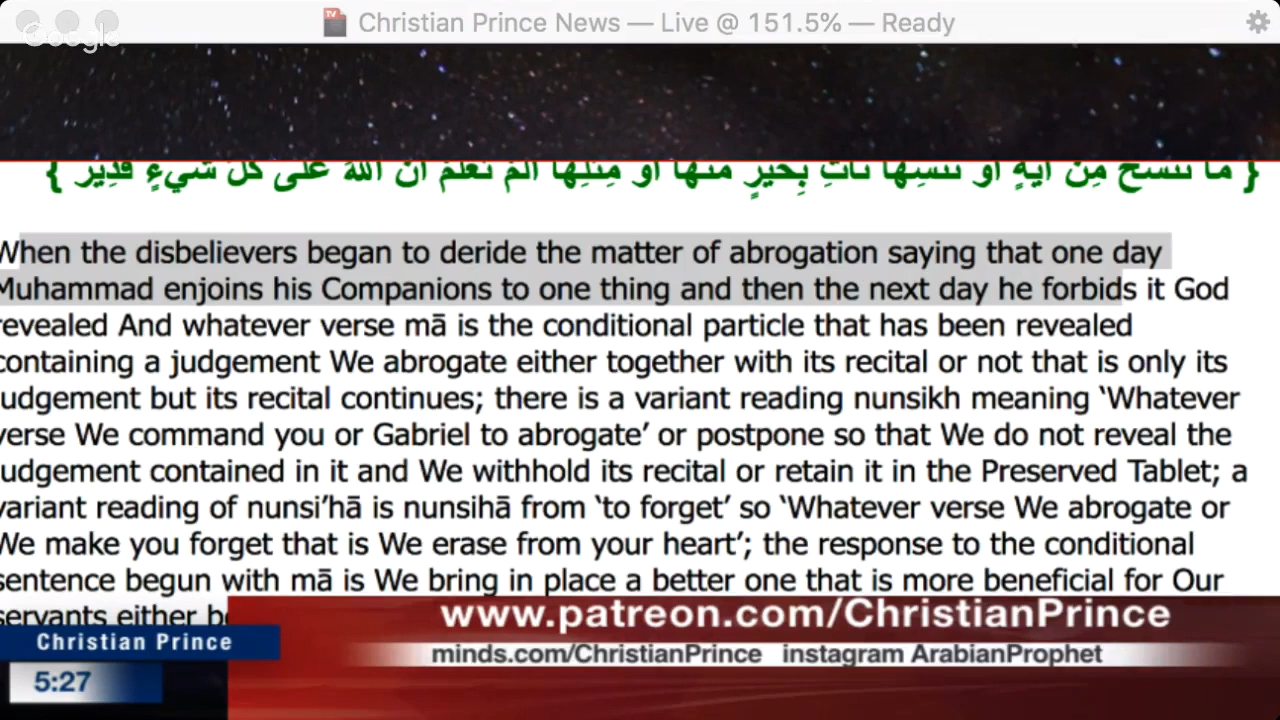 Christian Prince News — Live @ 151.5% — Ready
Google
{ ما ننسخ من آيةٍ أو ننسها نأتِ بخيرٍ منها أو مثلها ألم تعلم أن الله على كل شيءٍ قدير }
When the disbelievers began to deride the matter of abrogation saying that one day
Muhammad enjoins his Companions to one thing and then the next day he forbids it God
revealed And whatever verse mā is the conditional particle that has been revealed
containing a judgement We abrogate either together with its recital or not that is only its
judgement but its recital continues; there is a variant reading nunsikh meaning ‘Whatever
verse We command you or Gabriel to abrogate’ or postpone so that We do not reveal the
judgement contained in it and We withhold its recital or retain it in the Preserved Tablet; a
variant reading of nunsi’hā is nunsihā from ‘to forget’ so ‘Whatever verse We abrogate or
We make you forget that is We erase from your heart’; the response to the conditional
sentence begun with mā is We bring in place a better one that is more beneficial for Our
servants either
www.patreon.com/ChristianPrince
Christian Prince
minds.com/ChristianPrince instagram ArabianProphet
5:27